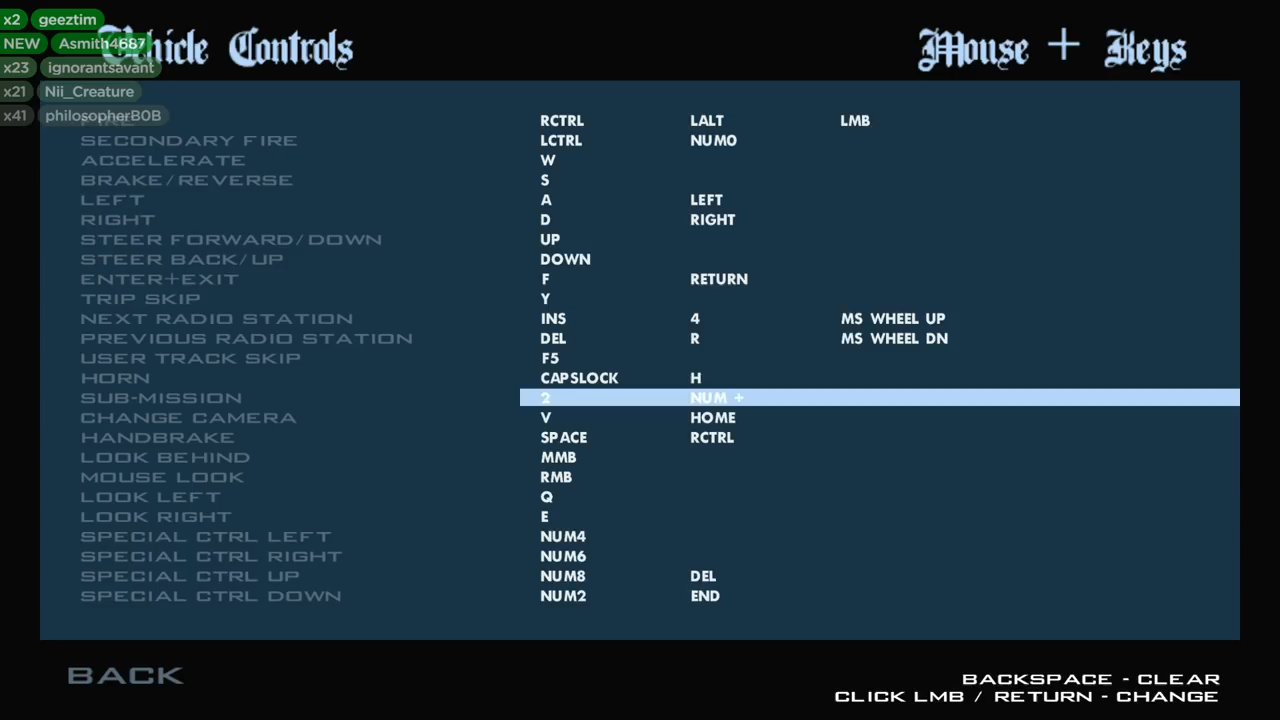 x2 geeztim
NEW Asmith4687
x23 ignorantsavant
x21 Nii_Creature
x41 philosopherB0B
Vehicle Controls Mouse + Keys
FIRE RCTRL LALT LMB
SECONDARY FIRE LCTRL NUM0
ACCELERATE W
BRAKE/REVERSE S
LEFT A LEFT
RIGHT D RIGHT
STEER FORWARD/DOWN UP
STEER BACK/UP DOWN
ENTER+EXIT F RETURN
TRIP SKIP Y
NEXT RADIO STATION INS 4 MS WHEEL UP
PREVIOUS RADIO STATION DEL R MS WHEEL DN
USER TRACK SKIP F5
HORN CAPSLOCK H
SUB-MISSION 2 NUM +
CHANGE CAMERA V HOME
HANDBRAKE SPACE RCTRL
LOOK BEHIND MMB
MOUSE LOOK RMB
LOOK LEFT Q
LOOK RIGHT E
SPECIAL CTRL LEFT NUM4
SPECIAL CTRL RIGHT NUM6
SPECIAL CTRL UP NUM8 DEL
SPECIAL CTRL DOWN NUM2 END
BACK
BACKSPACE - CLEAR
CLICK LMB / RETURN - CHANGE